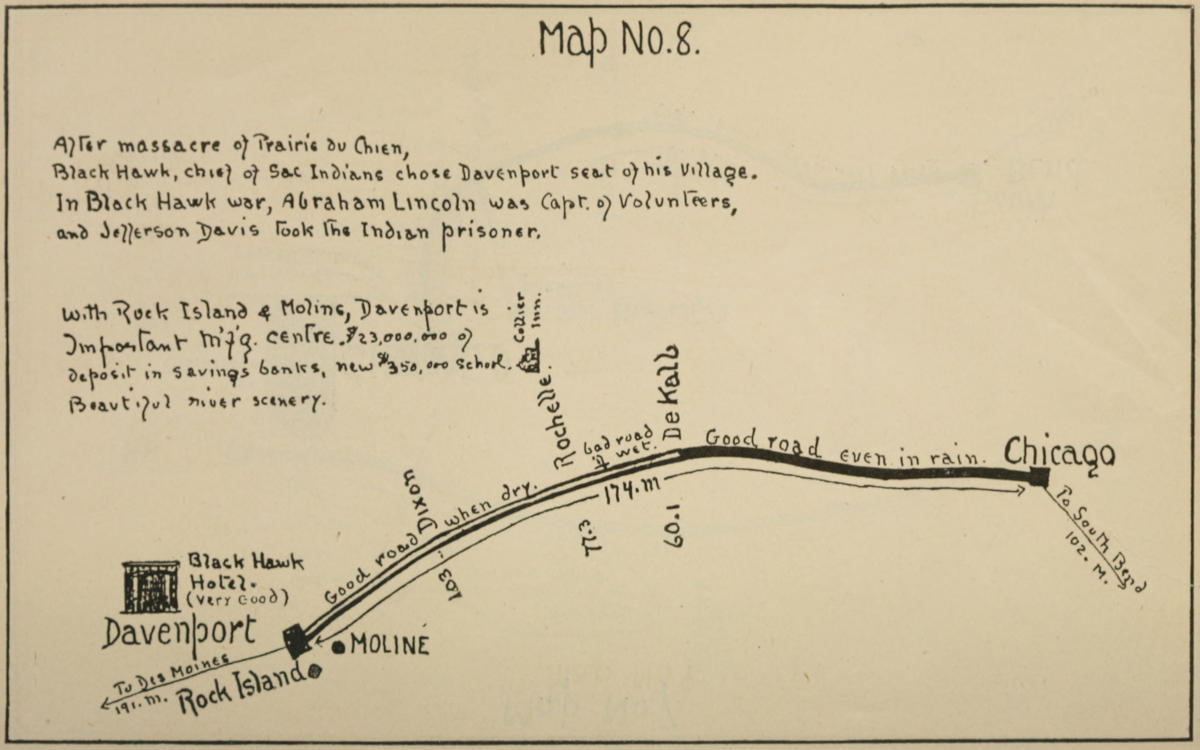 Map No. 8.
After massacre of Prairie du Chien,
Black Hawk, chief of Sac Indians chose Davenport seat of his village.
In Black Hawk war, Abraham Lincoln was Capt. of Volunteers,
and Jefferson Davis took the Indian prisoner.
with Rock Island & Moline, Davenport is
Important m'f'g. centre. $23,000,000 of
deposit in savings banks, new $350,000 school.
Beautiful river scenery.
Collier
Inn.
Rochelle.
bad road
if wet.
DeKalb
Good road even in rain.
Chicago
To South Bend
102. M.
Dixon
Good road when dry.
174. m
77.3
60.1
103
Black Hawk
Hotel.
(very good)
Davenport
MOLINE
Rock Island
To Des Moines
191. m.